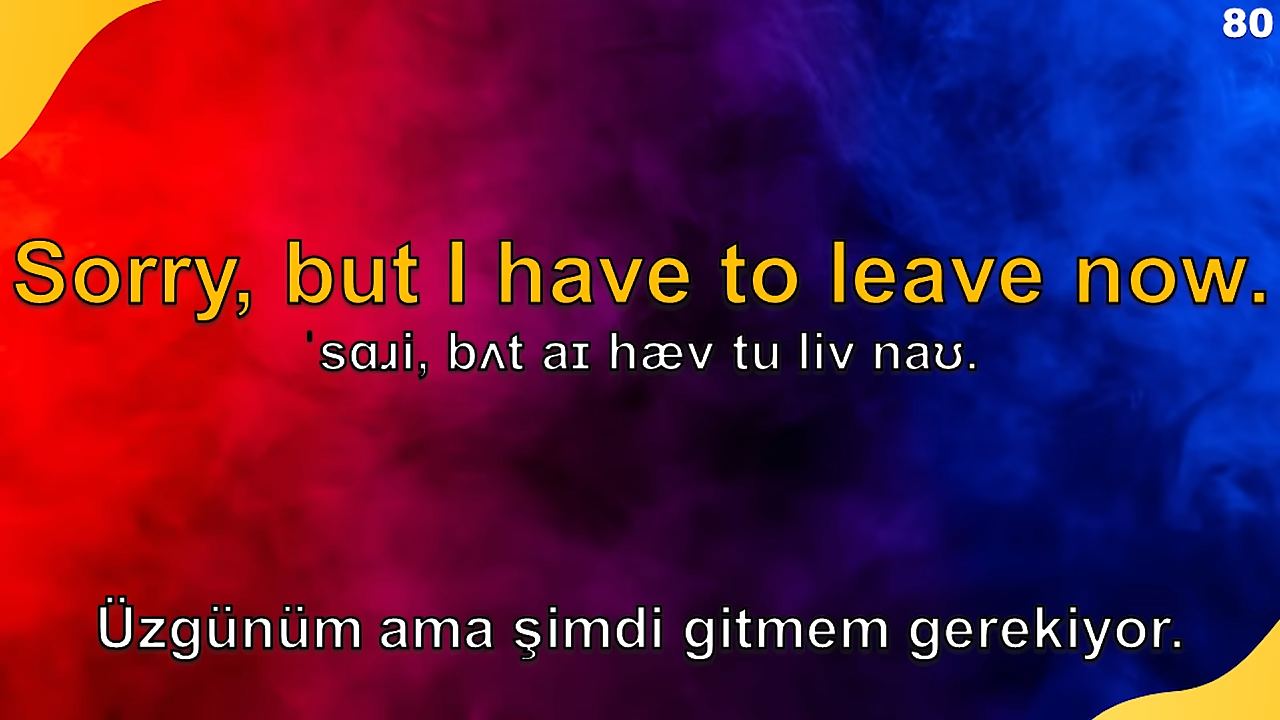 80
Sorry, but I have to leave now.
ˈsɑɹi, bʌt aɪ hæv tu liv naʊ.
Üzgünüm ama şimdi gitmem gerekiyor.